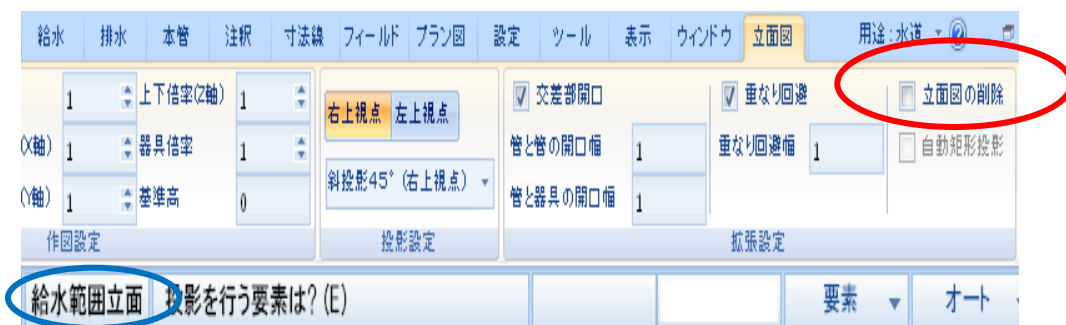 給水 排水 本管 注釈 寸法線 フィールド プラン図 設定 ツール 表示 ウィンドウ 立面図 用途:水道
1 上下倍率(Z軸) 1 右上視点 左上視点 交差部開口 重なり回避 立面図の削除
(X軸) 1 器具倍率 1 斜投影45°(右上視点) 管と管の開口幅 1 重なり回避幅 1 自動矩形投影
(Y軸) 1 基準高 0 管と器具の開口幅 1
作図設定 投影設定 拡張設定
給水範囲立面 投影を行う要素は?(E) 要素 オート